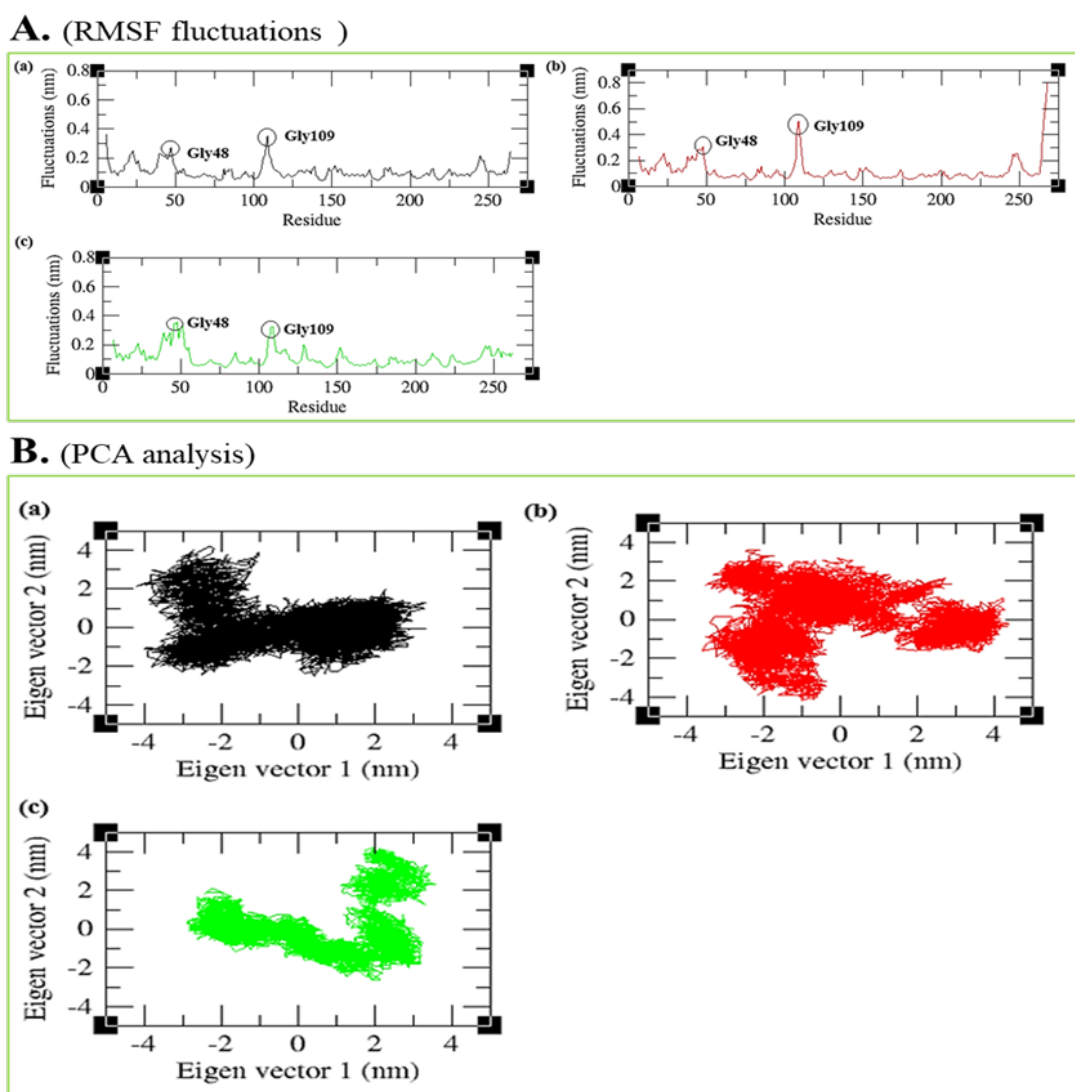 A. (RMSF fluctuations )
(a)
Fluctuations (nm)
0.8
0.6
0.4
0.2
0
Gly48
Gly109
0 50 100 150 200 250
Residue
(b)
Fluctuations (nm)
0.8
0.6
0.4
0.2
0
Gly48
Gly109
0 50 100 150 200 250
Residue
(c)
Fluctuations (nm)
0.8
0.6
0.4
0.2
0
Gly48
Gly109
0 50 100 150 200 250
Residue
B. (PCA analysis)
(a)
Eigen vector 2 (nm)
4
2
0
-2
-4
-4 -2 0 2 4
Eigen vector 1 (nm)
(b)
Eigen vector 2 (nm)
4
2
0
-2
-4
-4 -2 0 2 4
Eigen vector 1 (nm)
(c)
Eigen vector 2 (nm)
4
2
0
-2
-4
-4 -2 0 2 4
Eigen vector 1 (nm)